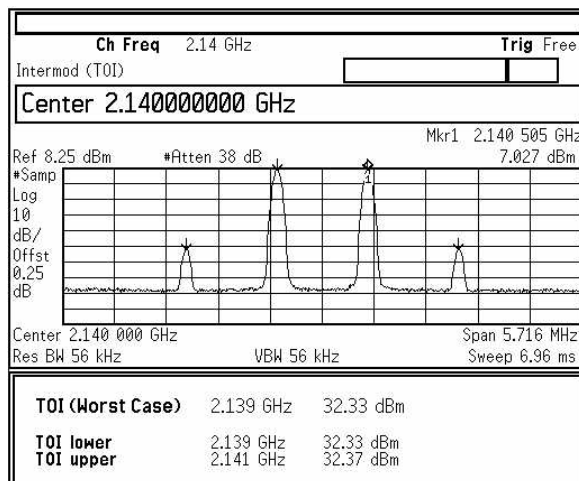 Ch Freq 2.14 GHz Trig Free
Intermod (TOI)
Center 2.140000000 GHz
Mkr1 2.140 505 GHz
Ref 8.25 dBm #Atten 38 dB 7.027 dBm
#Samp
Log
10
dB/
Offst
0.25
dB
1
Center 2.140 000 GHz Span 5.716 MHz
Res BW 56 kHz VBW 56 kHz Sweep 6.96 ms
TOI (Worst Case) 2.139 GHz 32.33 dBm
TOI lower 2.139 GHz 32.33 dBm
TOI upper 2.141 GHz 32.37 dBm